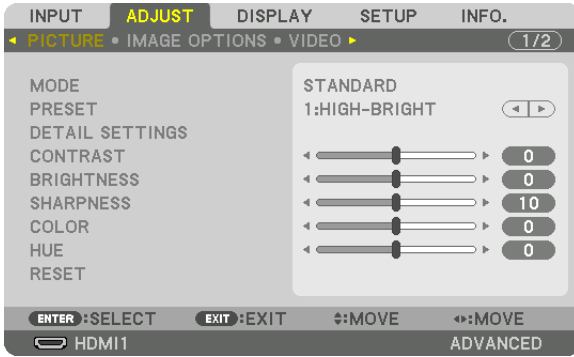 INPUT ADJUST DISPLAY SETUP INFO.
PICTURE • IMAGE OPTIONS • VIDEO 1/2
MODE STANDARD
PRESET 1:HIGH-BRIGHT
DETAIL SETTINGS
CONTRAST 0
BRIGHTNESS 0
SHARPNESS 10
COLOR 0
HUE 0
RESET
ENTER:SELECT EXIT:EXIT :MOVE :MOVE
HDMI1 ADVANCED